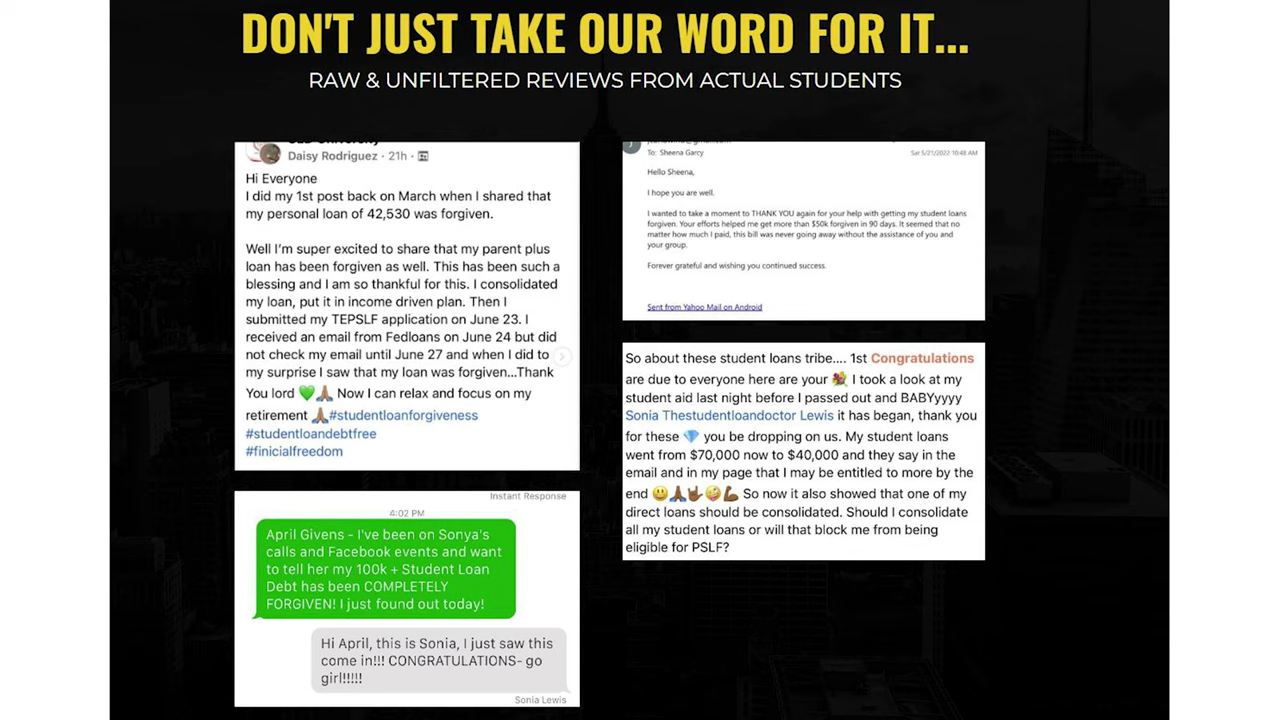 DON'T JUST TAKE OUR WORD FOR IT...
RAW & UNFILTERED REVIEWS FROM ACTUAL STUDENTS
Daisy Rodriguez · 21h ·
Hi Everyone
I did my 1st post back on March when I shared that
my personal loan of 42,530 was forgiven.
Well I'm super excited to share that my parent plus
loan has been forgiven as well. This has been such a
blessing and I am so thankful for this. I consolidated
my loan, put it in income driven plan. Then I
submitted my TEPSLF application on June 23. I
received an email from Fedloans on June 24 but did
not check my email until June 27 and when I did to
my surprise I saw that my loan was forgiven...Thank
You lord 💚🙏🏽 Now I can relax and focus on my
retirement 🙏🏽#studentloanforgiveness
#studentloandebtfree
#finicialfreedom
Instant Response
4:02 PM
April Givens - I've been on Sonya's
calls and Facebook events and want
to tell her my 100k + Student Loan
Debt has been COMPLETELY
FORGIVEN! I just found out today!
Hi April, this is Sonia, I just saw this
come in!!! CONGRATULATIONS- go
girl!!!!!
Sonia Lewis
J
To: Sheena Garcy
Sat 5/21/2022 10:48 AM
Hello Sheena,
I hope you are well.
I wanted to take a moment to THANK YOU again for your help with getting my student loans
forgiven. Your efforts helped me get more than $50k forgiven in 90 days. It seemed that no
matter how much I paid, this bill was never going away without the assistance of you and
your group.
Forever grateful and wishing you continued success.
Sent from Yahoo Mail on Android
So about these student loans tribe.... 1st Congratulations
are due to everyone here are your 💐 I took a look at my
student aid last night before I passed out and BABYyyy
Sonia Thestudentloandoctor Lewis it has began, thank you
for these 💎 you be dropping on us. My student loans
went from $70,000 now to $40,000 and they say in the
email and in my page that I may be entitled to more by the
end 😃🙏🏾🤘🏾🤪💪🏾 So now it also showed that one of my
direct loans should be consolidated. Should I consolidate
all my student loans or will that block me from being
eligible for PSLF?